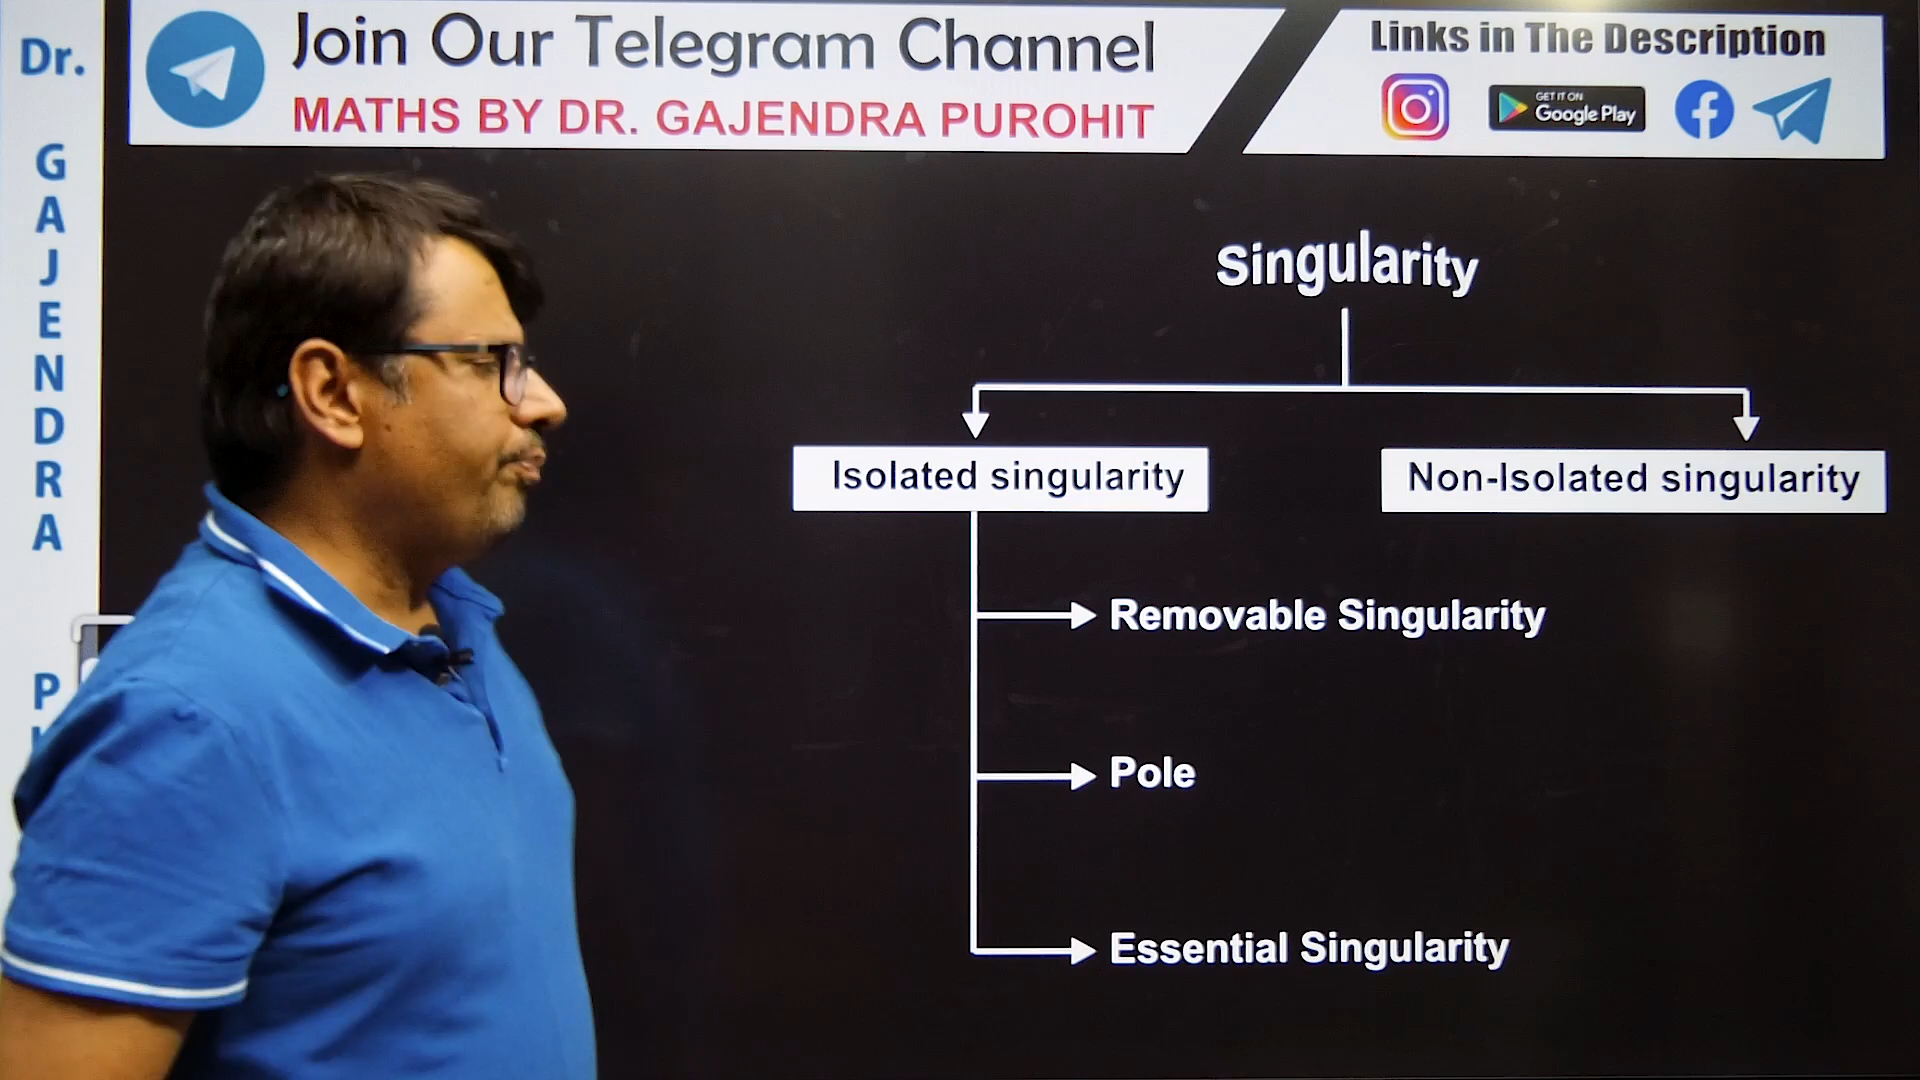 Dr.
GAJENDRA
P
Join Our Telegram Channel
MATHS BY DR. GAJENDRA PUROHIT
Links in The Description
GET IT ON
Google Play
Singularity
Isolated singularity
Non-Isolated singularity
Removable Singularity
Pole
Essential Singularity